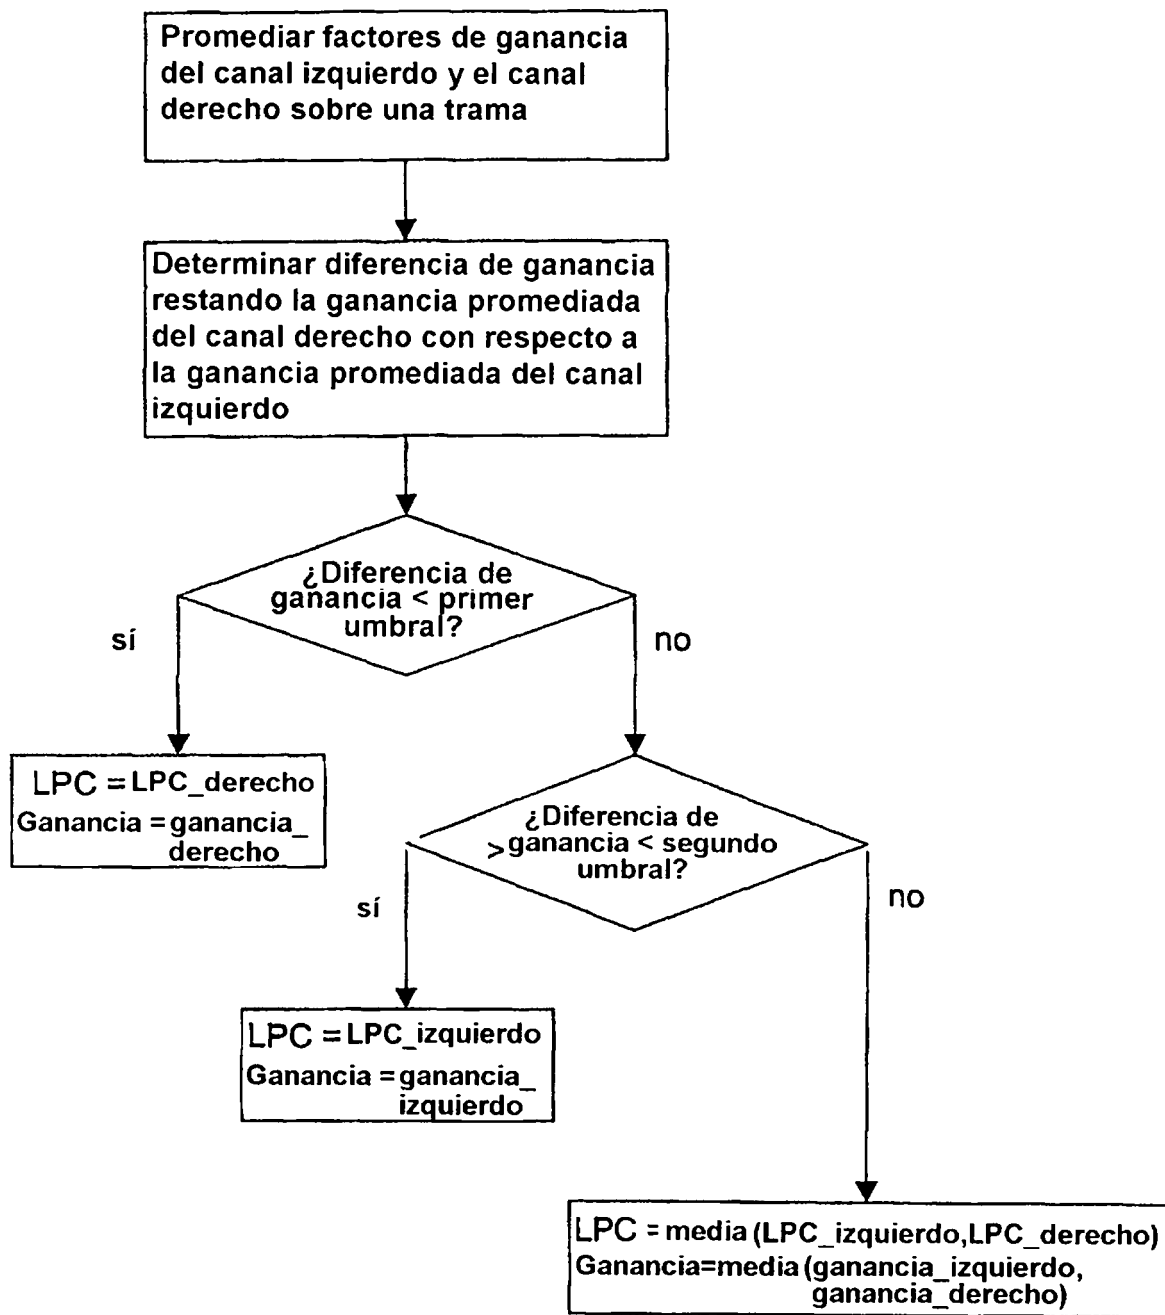 Promediar factores de ganancia
del canal izquierdo y el canal
derecho sobre una trama
Determinar diferencia de ganancia
restando la ganancia promediada
del canal derecho con respecto a
la ganancia promediada del canal
izquierdo
¿Diferencia de
ganancia < primer
umbral?
sí
no
LPC = LPC_derecho
Ganancia = ganancia_
derecho
¿Diferencia de
>ganancia < segundo
umbral?
sí
no
LPC = LPC_izquierdo
Ganancia = ganancia_
izquierdo
LPC = media (LPC_izquierdo,LPC_derecho)
Ganancia=media (ganancia_izquierdo,
ganancia_derecho)